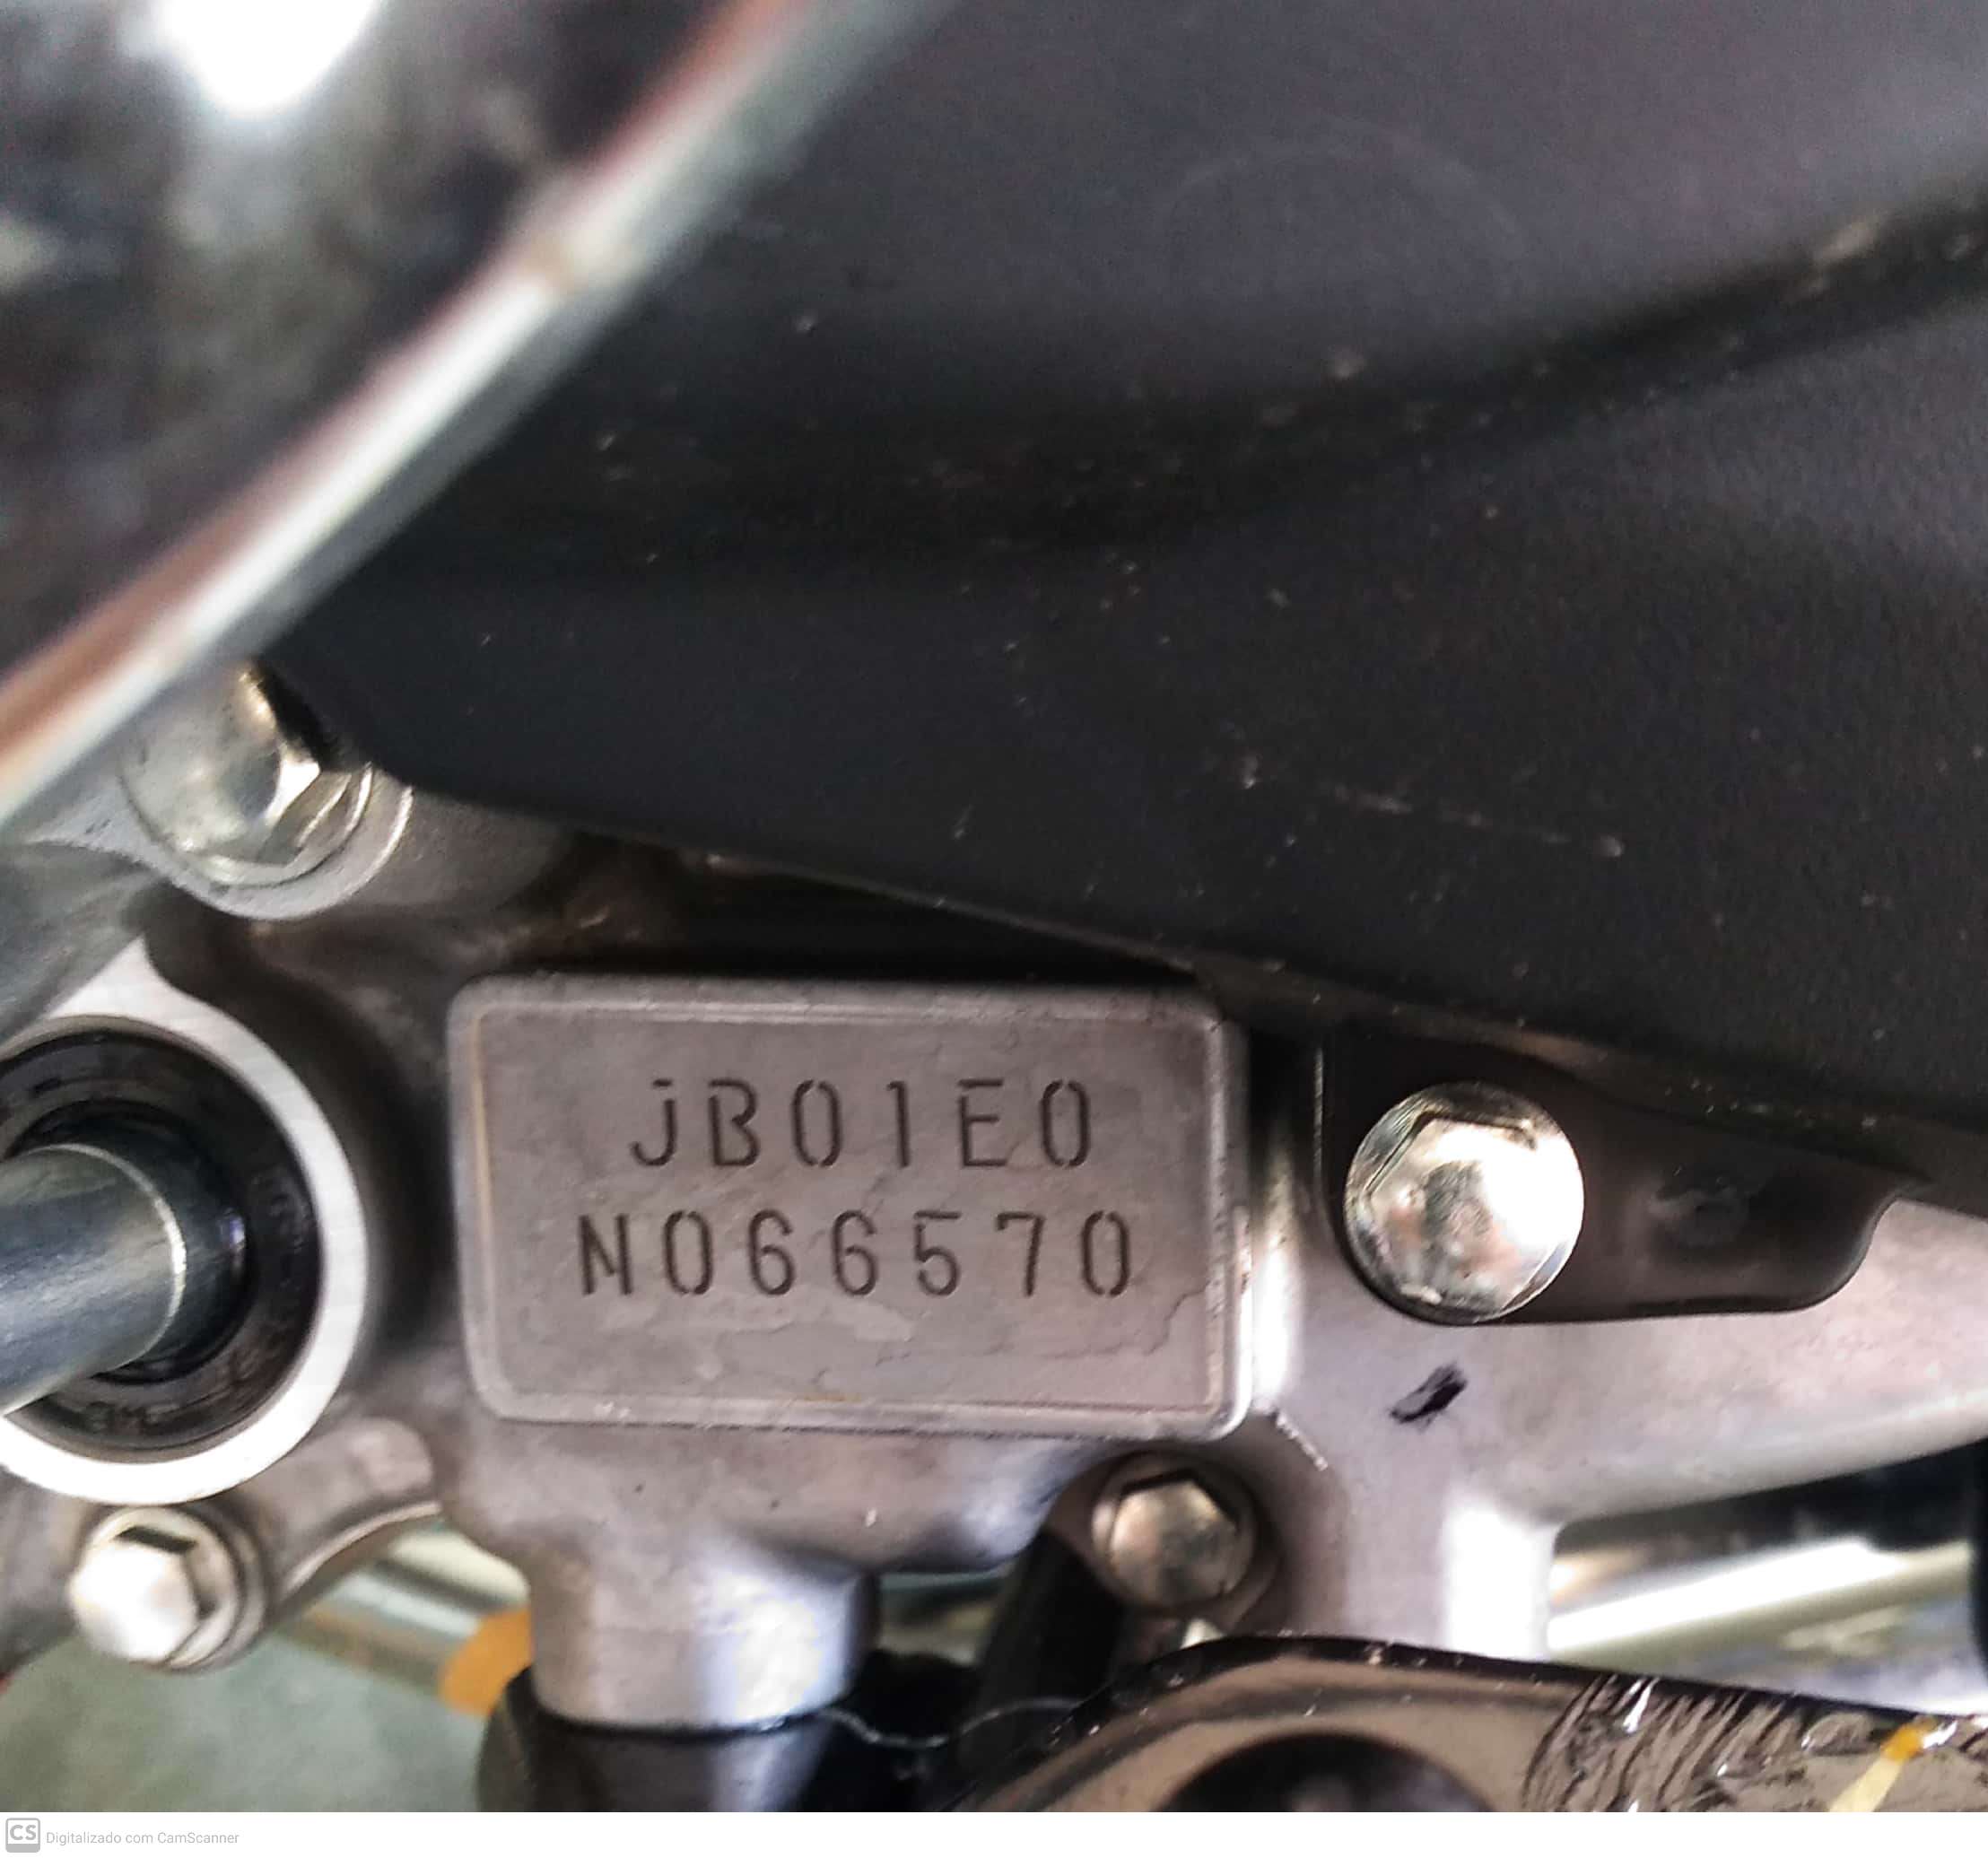 JB01E0
N066570
CS Digitalizado com CamScanner